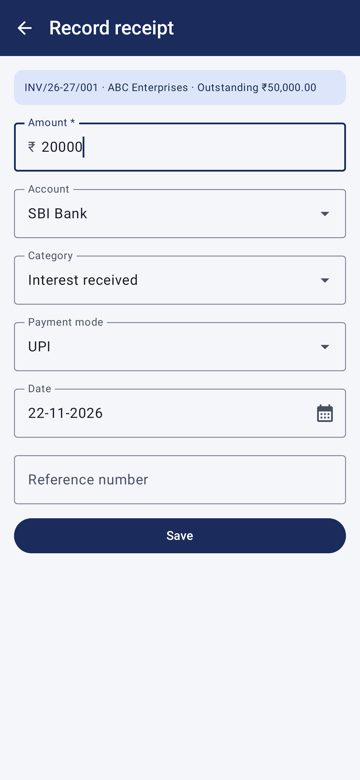 Record receipt
INV/26-27/001 · ABC Enterprises · Outstanding ₹50,000.00
Amount *
₹ 20000
Account
SBI Bank
Category
Interest received
Payment mode
UPI
Date
22-11-2026
Reference number
Save